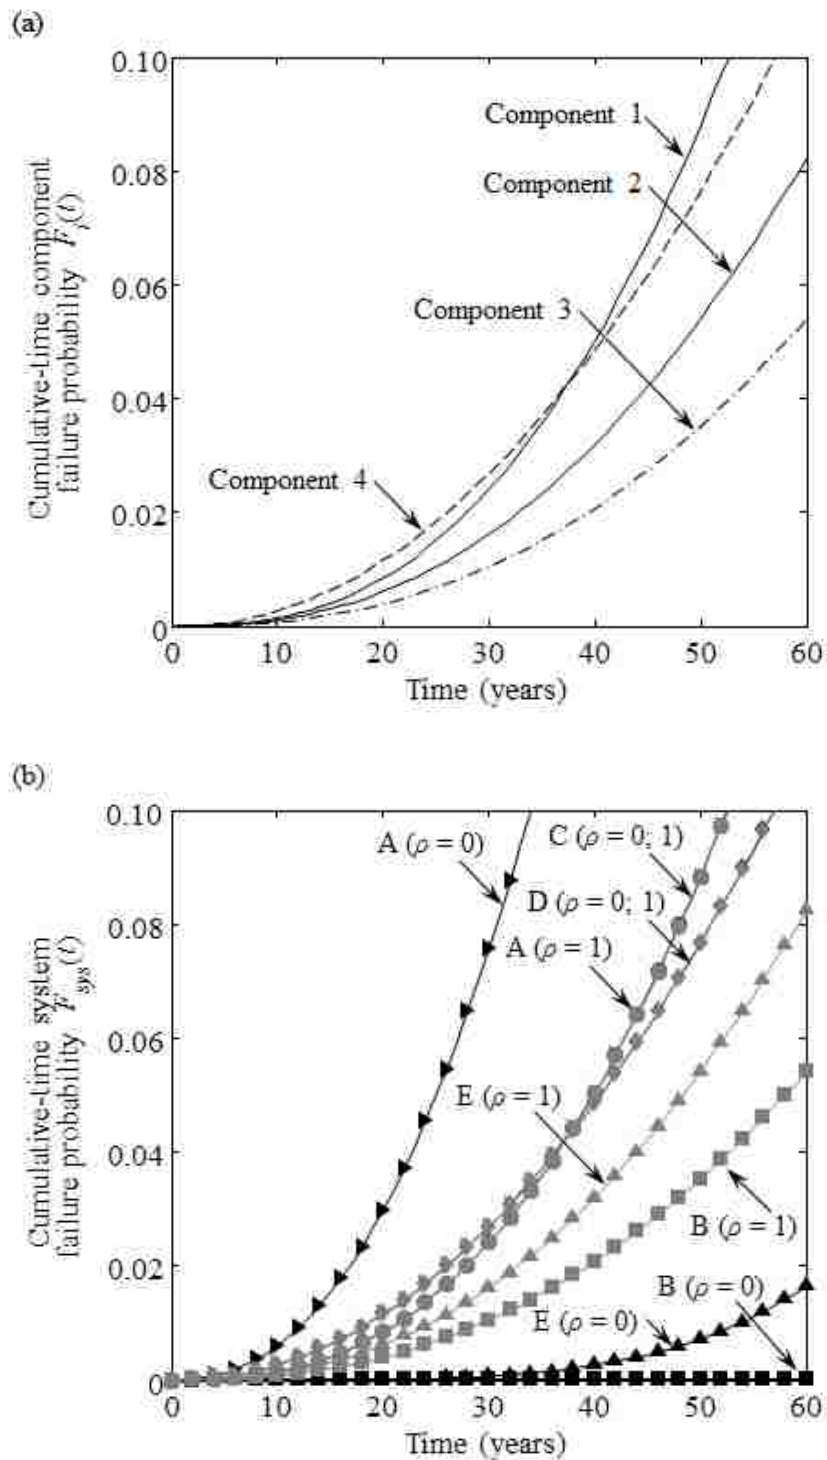 (a)
0.10
0.08
0.06
0.04
0.02
0
Cumulative-time component
failure probability Fi(t)
Component 1
Component 2
Component 3
Component 4
0 10 20 30 40 50 60
Time (years)
(b)
0.10
0.08
0.06
0.04
0.02
0
Cumulative-time system
failure probability Fsys(t)
A (ρ = 0)
C (ρ = 0; 1)
D (ρ = 0; 1)
A (ρ = 1)
E (ρ = 1)
B (ρ = 1)
B (ρ = 0)
E (ρ = 0)
0 10 20 30 40 50 60
Time (years)